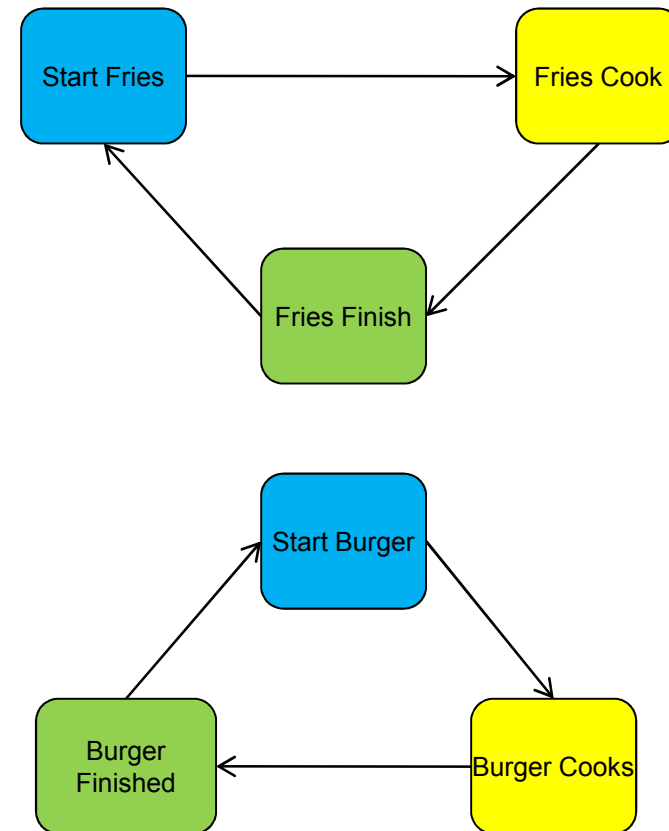 Start Fries
Fries Cook
Fries Finish
Start Burger
Burger
Finished
Burger Cooks